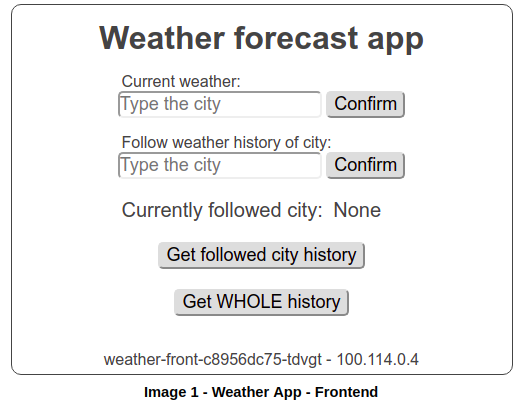 Weather forecast app
Current weather:
Type the city Confirm
Follow weather history of city:
Type the city Confirm
Currently followed city: None
Get followed city history
Get WHOLE history
weather-front-c8956dc75-tdvgt - 100.114.0.4
Image 1 - Weather App - Frontend